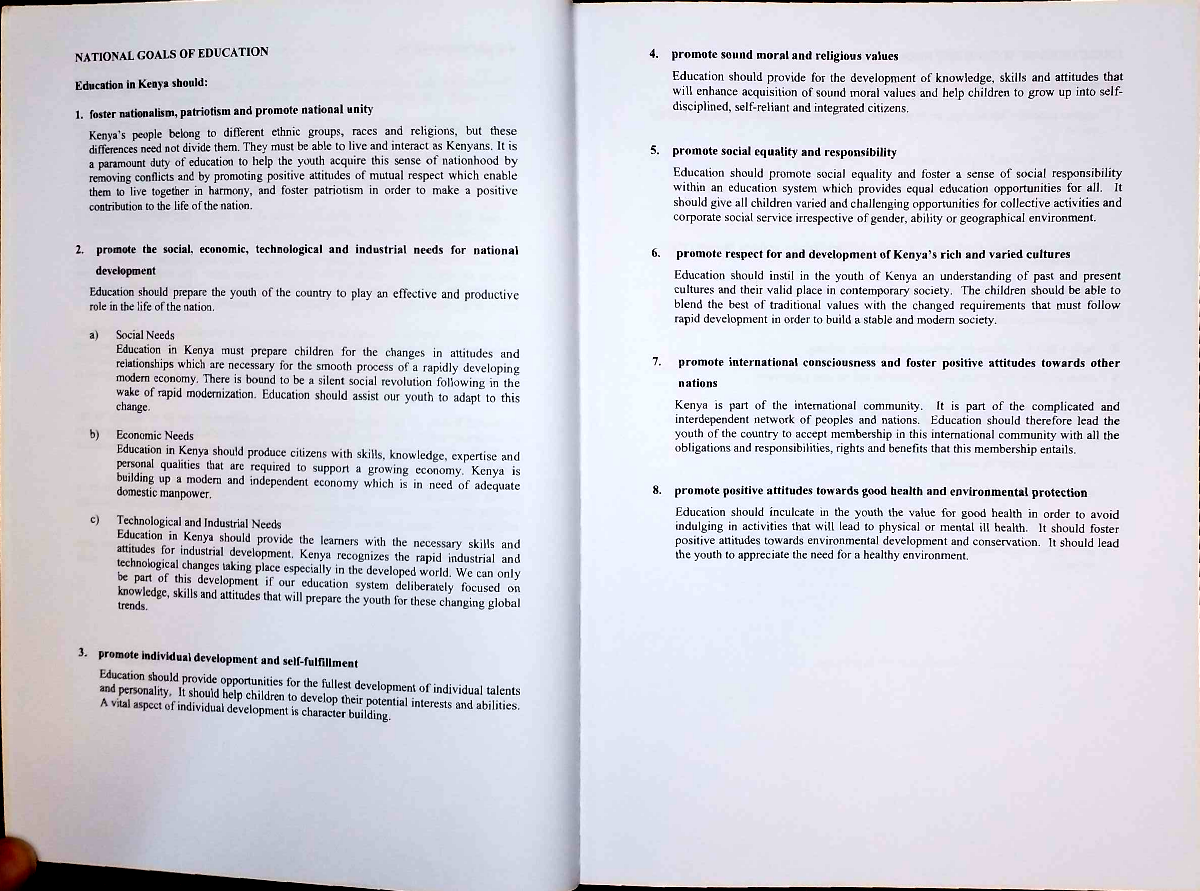 NATIONAL GOALS OF EDUCATION
Education in Kenya should:
1. foster nationalism, patriotism and promote national unity
Kenya's people belong to different ethnic groups, races and religions, but these
differences need not divide them. They must be able to live and interact as Kenyans. It is
a paramount duty of education to help the youth acquire this sense of nationhood by
removing conflicts and by promoting positive attitudes of mutual respect which enable
them to live together in harmony, and foster patriotism in order to make a positive
contribution to the life of the nation.
2. promote the social, economic, technological and industrial needs for national
development
Education should prepare the youth of the country to play an effective and productive
role in the life of the nation.
a) Social Needs
Education in Kenya must prepare children for the changes in attitudes and
relationships which are necessary for the smooth process of a rapidly developing
modern economy. There is bound to be a silent social revolution following in the
wake of rapid modernization. Education should assist our youth to adapt to this
change.
b) Economic Needs
Education in Kenya should produce citizens with skills, knowledge, expertise and
personal qualities that are required to support a growing economy. Kenya is
building up a modern and independent economy which is in need of adequate
domestic manpower.
c) Technological and Industrial Needs
Education in Kenya should provide the learners with the necessary skills and
attitudes for industrial development. Kenya recognizes the rapid industrial and
technological changes taking place especially in the developed world. We can only
be part of this development if our education system deliberately focused on
knowledge, skills and attitudes that will prepare the youth for these changing global
trends.
3. promote individual development and self-fulfillment
Education should provide opportunities for the fullest development of individual talents
and personality. It should help children to develop their potential interests and abilities.
A vital aspect of individual development is character building.
4. promote sound moral and religious values
Education should provide for the development of knowledge, skills and attitudes that
will enhance acquisition of sound moral values and help children to grow up into self-
disciplined, self-reliant and integrated citizens.
5. promote social equality and responsibility
Education should promote social equality and foster a sense of social responsibility
within an education system which provides equal education opportunities for all. It
should give all children varied and challenging opportunities for collective activities and
corporate social service irrespective of gender, ability or geographical environment.
6. promote respect for and development of Kenya's rich and varied cultures
Education should instil in the youth of Kenya an understanding of past and present
cultures and their valid place in contemporary society. The children should be able to
blend the best of traditional values with the changed requirements that must follow
rapid development in order to build a stable and modern society.
7. promote international consciousness and foster positive attitudes towards other
nations
Kenya is part of the international community. It is part of the complicated and
interdependent network of peoples and nations. Education should therefore lead the
youth of the country to accept membership in this international community with all the
obligations and responsibilities, rights and benefits that this membership entails.
8. promote positive attitudes towards good health and environmental protection
Education should inculcate in the youth the value for good health in order to avoid
indulging in activities that will lead to physical or mental ill health. It should foster
positive attitudes towards environmental development and conservation. It should lead
the youth to appreciate the need for a healthy environment.